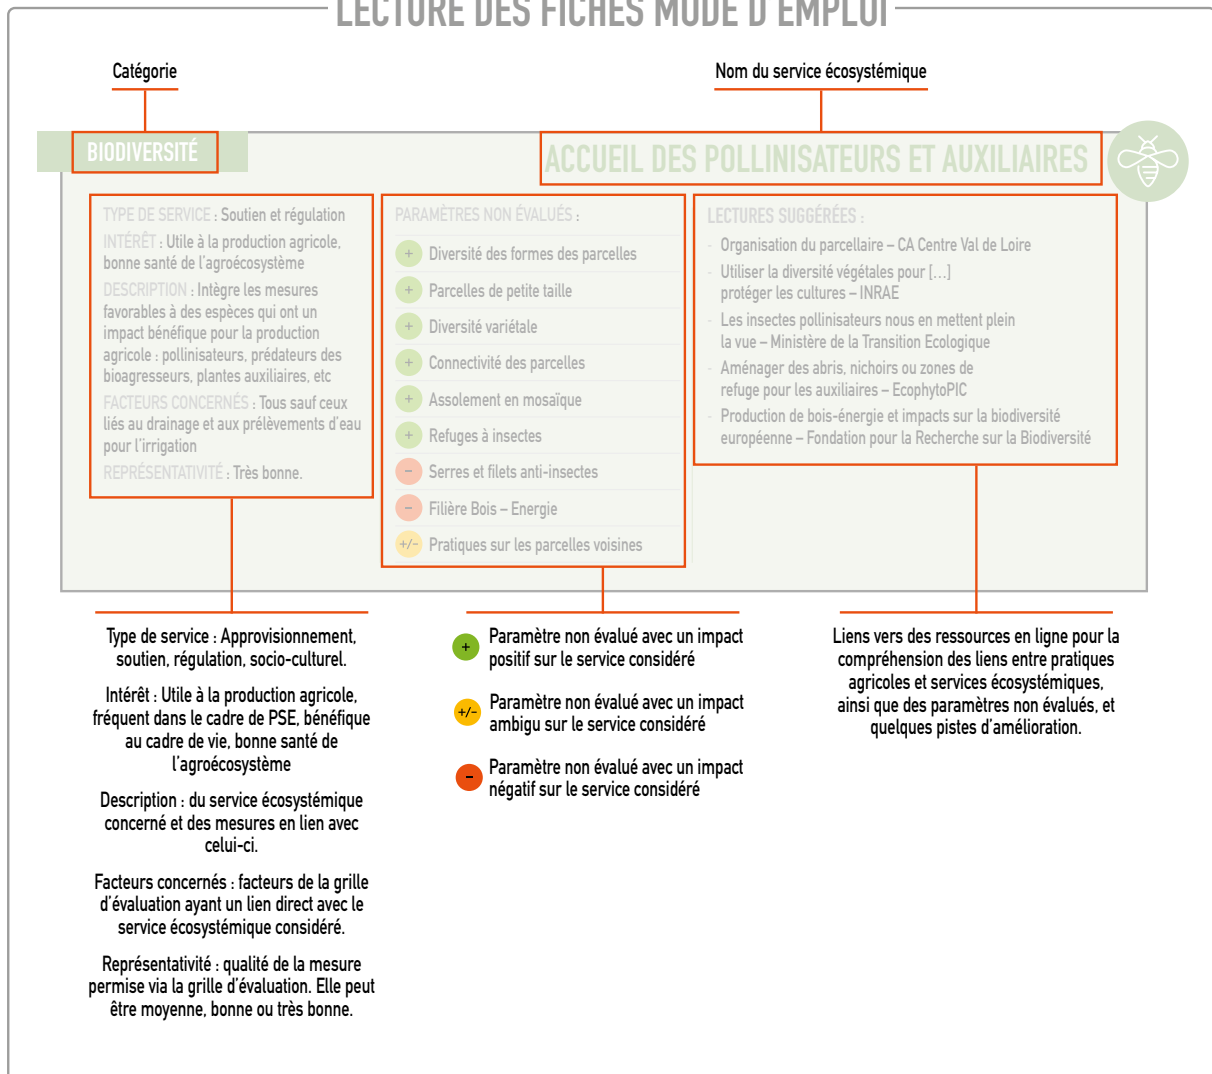 LECTURE DES FICHES MODE D'EMPLOI
Catégorie
Nom du service écosystémique
BIODIVERSITÉ
ACCUEIL DES POLLINISATEURS ET AUXILIAIRES
TYPE DE SERVICE : Soutien et régulation
INTÉRÊT : Utile à la production agricole,
bonne santé de l'agroécosystème
DESCRIPTION : Intègre les mesures
favorables à des espèces qui ont un
impact bénéfique pour la production
agricole : pollinisateurs, prédateurs des
bioagresseurs, plantes auxiliaires, etc
FACTEURS CONCERNÉS : Tous sauf ceux
liés au drainage et aux prélèvements d'eau
pour l'irrigation
REPRÉSENTATIVITÉ : Très bonne.
PARAMÈTRES NON ÉVALUÉS :
+ Diversité des formes des parcelles
+ Parcelles de petite taille
+ Diversité variétale
+ Connectivité des parcelles
+ Assolement en mosaïque
+ Refuges à insectes
- Serres et filets anti-insectes
- Filière Bois – Energie
+/- Pratiques sur les parcelles voisines
LECTURES SUGGÉRÉES :
- Organisation du parcellaire – CA Centre Val de Loire
- Utiliser la diversité végétales pour [...]
protéger les cultures – INRAE
- Les insectes pollinisateurs nous en mettent plein
la vue – Ministère de la Transition Ecologique
- Aménager des abris, nichoirs ou zones de
refuge pour les auxiliaires – EcophytoPIC
- Production de bois-énergie et impacts sur la biodiversité
européenne – Fondation pour la Recherche sur la Biodiversité
Type de service : Approvisionnement,
soutien, régulation, socio-culturel.
Intérêt : Utile à la production agricole,
fréquent dans le cadre de PSE, bénéfique
au cadre de vie, bonne santé de
l'agroécosystème
Description : du service écosystémique
concerné et des mesures en lien avec
celui-ci.
Facteurs concernés : facteurs de la grille
d'évaluation ayant un lien direct avec le
service écosystémique considéré.
Représentativité : qualité de la mesure
permise via la grille d'évaluation. Elle peut
être moyenne, bonne ou très bonne.
+ Paramètre non évalué avec un impact
positif sur le service considéré
+/- Paramètre non évalué avec un impact
ambigu sur le service considéré
- Paramètre non évalué avec un impact
négatif sur le service considéré
Liens vers des ressources en ligne pour la
compréhension des liens entre pratiques
agricoles et services écosystémiques,
ainsi que des paramètres non évalués, et
quelques pistes d'amélioration.